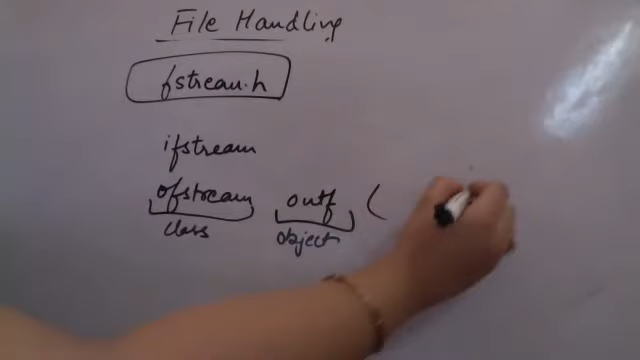 File Handling
fstream.h
ifstream
ofstream outf (
class object